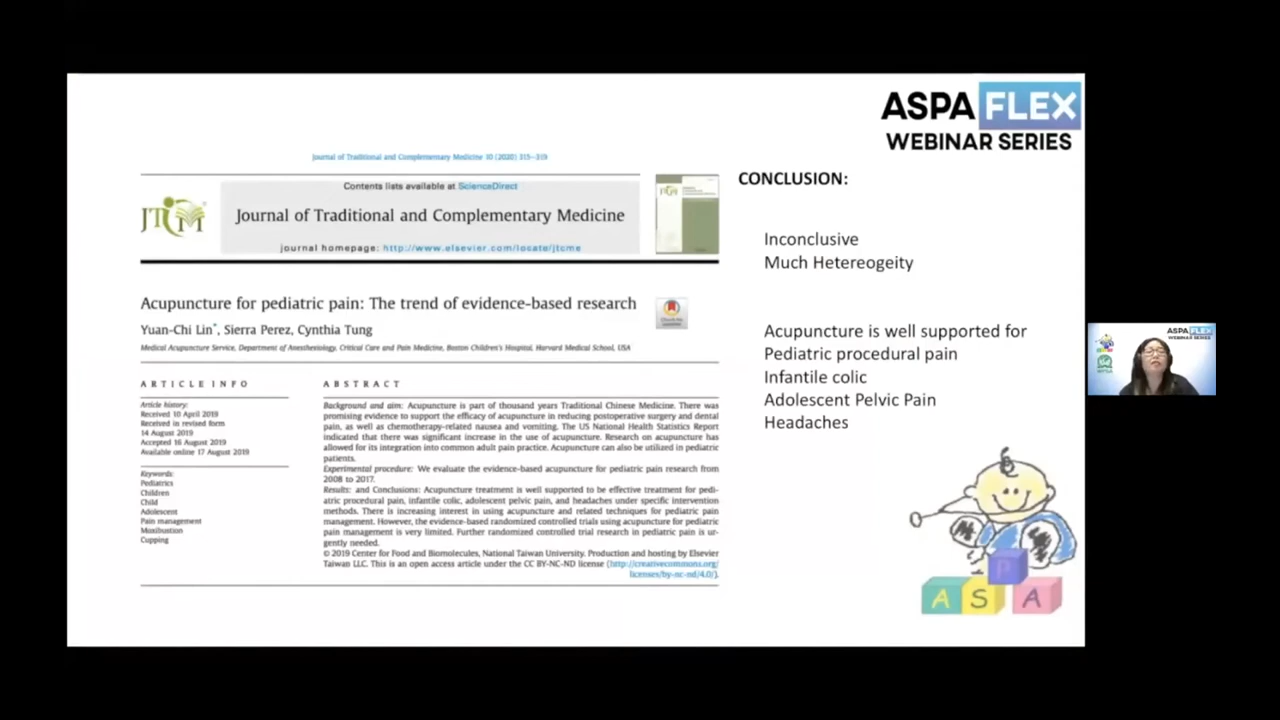 ASPA FLEX
WEBINAR SERIES
Journal of Traditional and Complementary Medicine 10 (2020) 315–319
Contents lists available at ScienceDirect
Journal of Traditional and Complementary Medicine
journal homepage: http://www.elsevier.com/locate/jtcme
JTCM
Acupuncture for pediatric pain: The trend of evidence-based research
Yuan-Chi Lin*, Sierra Perez, Cynthia Tung
Medical Acupuncture Service, Department of Anesthesiology, Critical Care and Pain Medicine, Boston Children's Hospital, Harvard Medical School, USA
ARTICLE INFO
Article history:
Received 10 April 2019
Received in revised form
14 August 2019
Accepted 16 August 2019
Available online 17 August 2019
Keywords:
Pediatrics
Children
Child
Adolescent
Pain management
Moxibustion
Cupping
ABSTRACT
Background and aim: Acupuncture is part of thousand years Traditional Chinese Medicine. There was
promising evidence to support the efficacy of acupuncture in reducing postoperative surgery and dental
pain, as well as chemotherapy-related nausea and vomiting. The US National Health Statistics Report
indicated that there was significant increase in the use of acupuncture. Research on acupuncture has
allowed for its integration into common adult pain practice. Acupuncture can also be utilized in pediatric
patients.
Experimental procedure: We evaluate the evidence-based acupuncture for pediatric pain research from
2008 to 2017.
Results: and Conclusions: Acupuncture treatment is well supported to be effective treatment for pedi-
atric procedural pain, infantile colic, adolescent pelvic pain, and headaches under specific intervention
methods. There is increasing interest in using acupuncture and related techniques for pediatric pain
management. However, the evidence-based randomized controlled trials using acupuncture for pediatric
pain management is very limited. Further randomized controlled trial research in pediatric pain is ur-
gently needed.
© 2019 Center for Food and Biomolecules, National Taiwan University. Production and hosting by Elsevier
Taiwan LLC. This is an open access article under the CC BY-NC-ND license (http://creativecommons.org/
licenses/by-nc-nd/4.0/).
CONCLUSION:
Inconclusive
Much Hetereogeity
Acupuncture is well supported for
Pediatric procedural pain
Infantile colic
Adolescent Pelvic Pain
Headaches
P
A S A
ASPA FLEX
WEBINAR SERIES